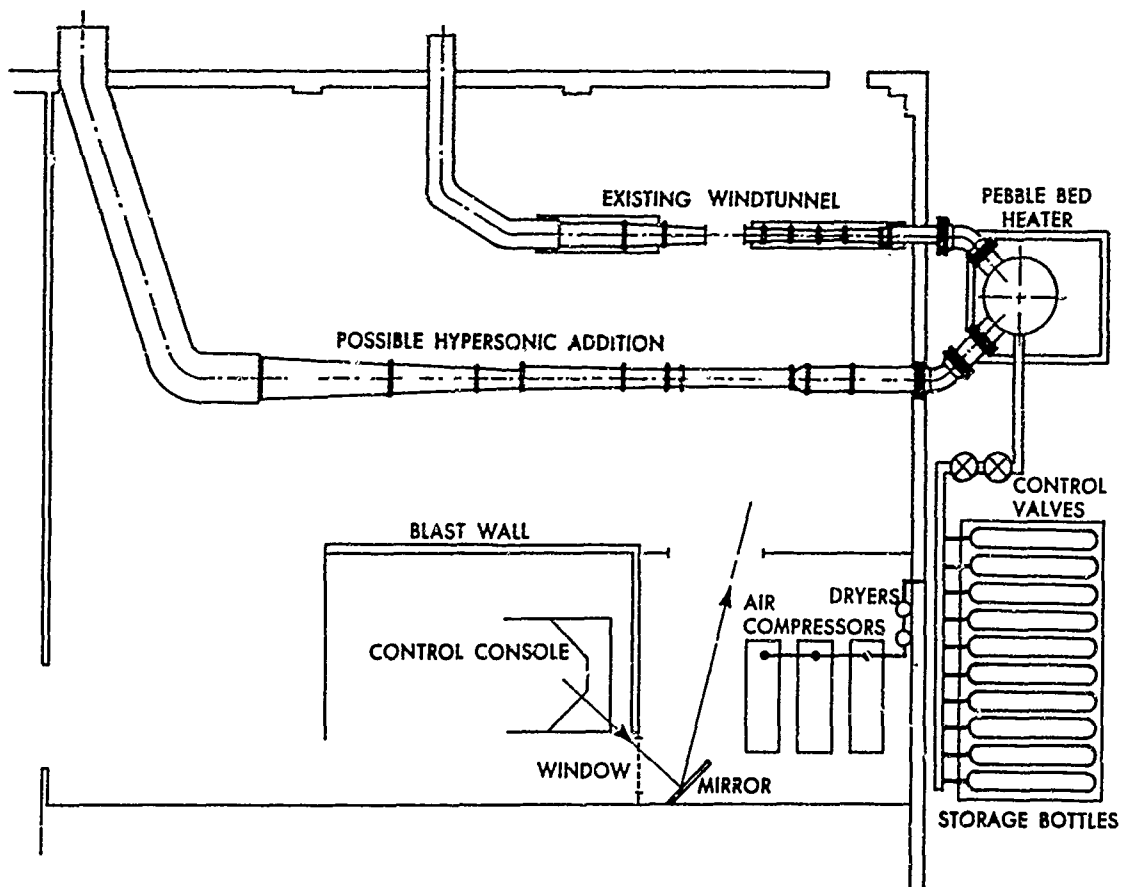 EXISTING WINDTUNNEL
PEBBLE BED
HEATER
POSSIBLE HYPERSONIC ADDITION
CONTROL
VALVES
BLAST WALL
AIR
COMPRESSORS
DRYERS
CONTROL CONSOLE
WINDOW
MIRROR
STORAGE BOTTLES